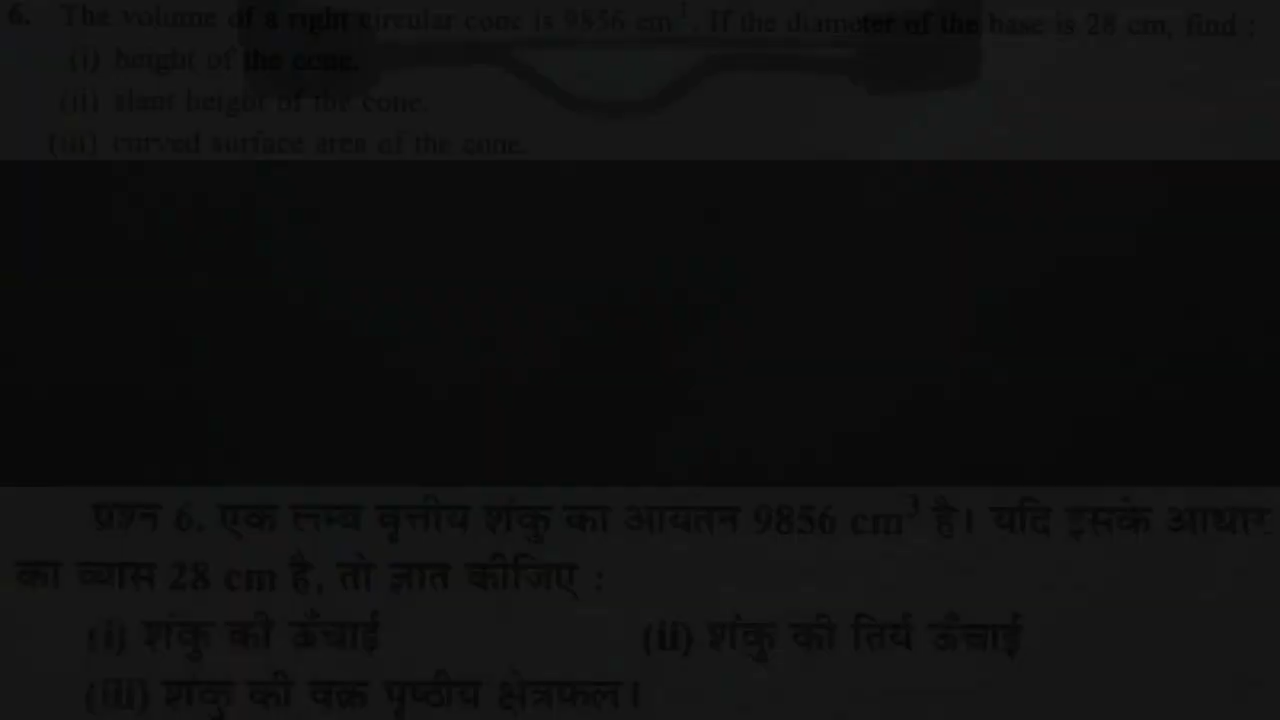 6. The volume of a right circular cone is 9856 cm³. If the diameter of the base is 28 cm, find :
(i) height of the cone.
(ii) slant height of the cone.
(iii) curved surface area of the cone.
प्रश्न 6. एक लम्ब वृत्तीय शंकु का आयतन 9856 cm³ है। यदि इसके आधार
का व्यास 28 cm है, तो ज्ञात कीजिए :
(i) शंकु की ऊँचाई (ii) शंकु की तिर्य ऊँचाई
(iii) शंकु की वक्र पृष्ठीय क्षेत्रफल।